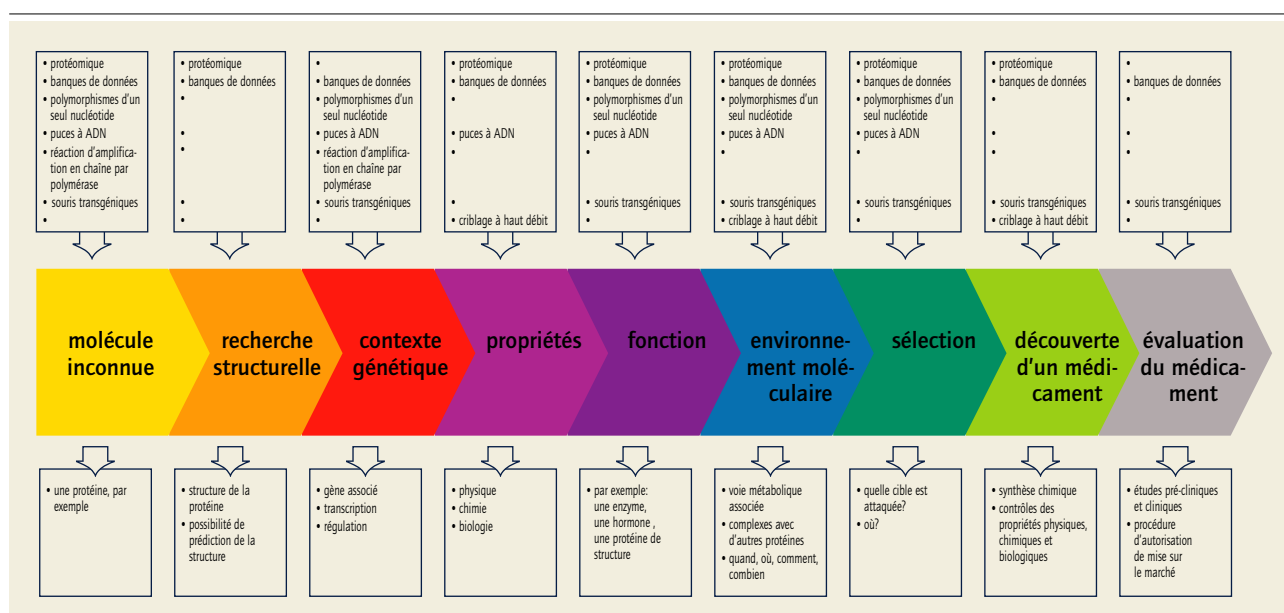 • protéomique
• banques de données
• polymorphismes d'un
seul nucléotide
• puces à ADN
• réaction d'amplifica-
tion en chaîne par
polymérase
• souris transgéniques
•
• protéomique
• banques de données
•
•
•
•
•
•
• banques de données
• polymorphismes d'un
seul nucléotide
• puces à ADN
• réaction d'amplifica-
tion en chaîne par
polymérase
• souris transgéniques
•
• protéomique
• banques de données
•
• puces à ADN
•
•
• criblage à haut débit
• protéomique
• banques de données
• polymorphismes d'un
seul nucléotide
• puces à ADN
•
• souris transgéniques
•
• protéomique
• banques de données
• polymorphismes d'un
seul nucléotide
• puces à ADN
•
• souris transgéniques
• criblage à haut débit
• protéomique
• banques de données
• polymorphismes d'un
seul nucléotide
• puces à ADN
•
• souris transgéniques
•
• protéomique
• banques de données
•
•
•
• souris transgéniques
• criblage à haut débit
•
• banques de données
•
•
•
• souris transgéniques
•
molécule
inconnue
recherche
structurelle
contexte
génétique
propriétés
fonction
environne-
ment molé-
culaire
sélection
découverte
d'un médi-
cament
évaluation
du médica-
ment
• une protéine, par
exemple
• structure de la
protéine
• possibilité de
prédiction de la
structure
• gène associé
• transcription
• régulation
• physique
• chimie
• biologie
• par exemple:
une enzyme,
une hormone ,
une protéine de
structure
• voie métabolique
associée
• complexes avec
d'autres protéines
• quand, où, comment,
combien
• quelle cible est
attaquée?
• où?
• synthèse chimique
• contrôles des
propriétés physiques,
chimiques et
biologiques
• études pré-cliniques
et cliniques
• procédure
d'autorisation
de mise sur
le marché